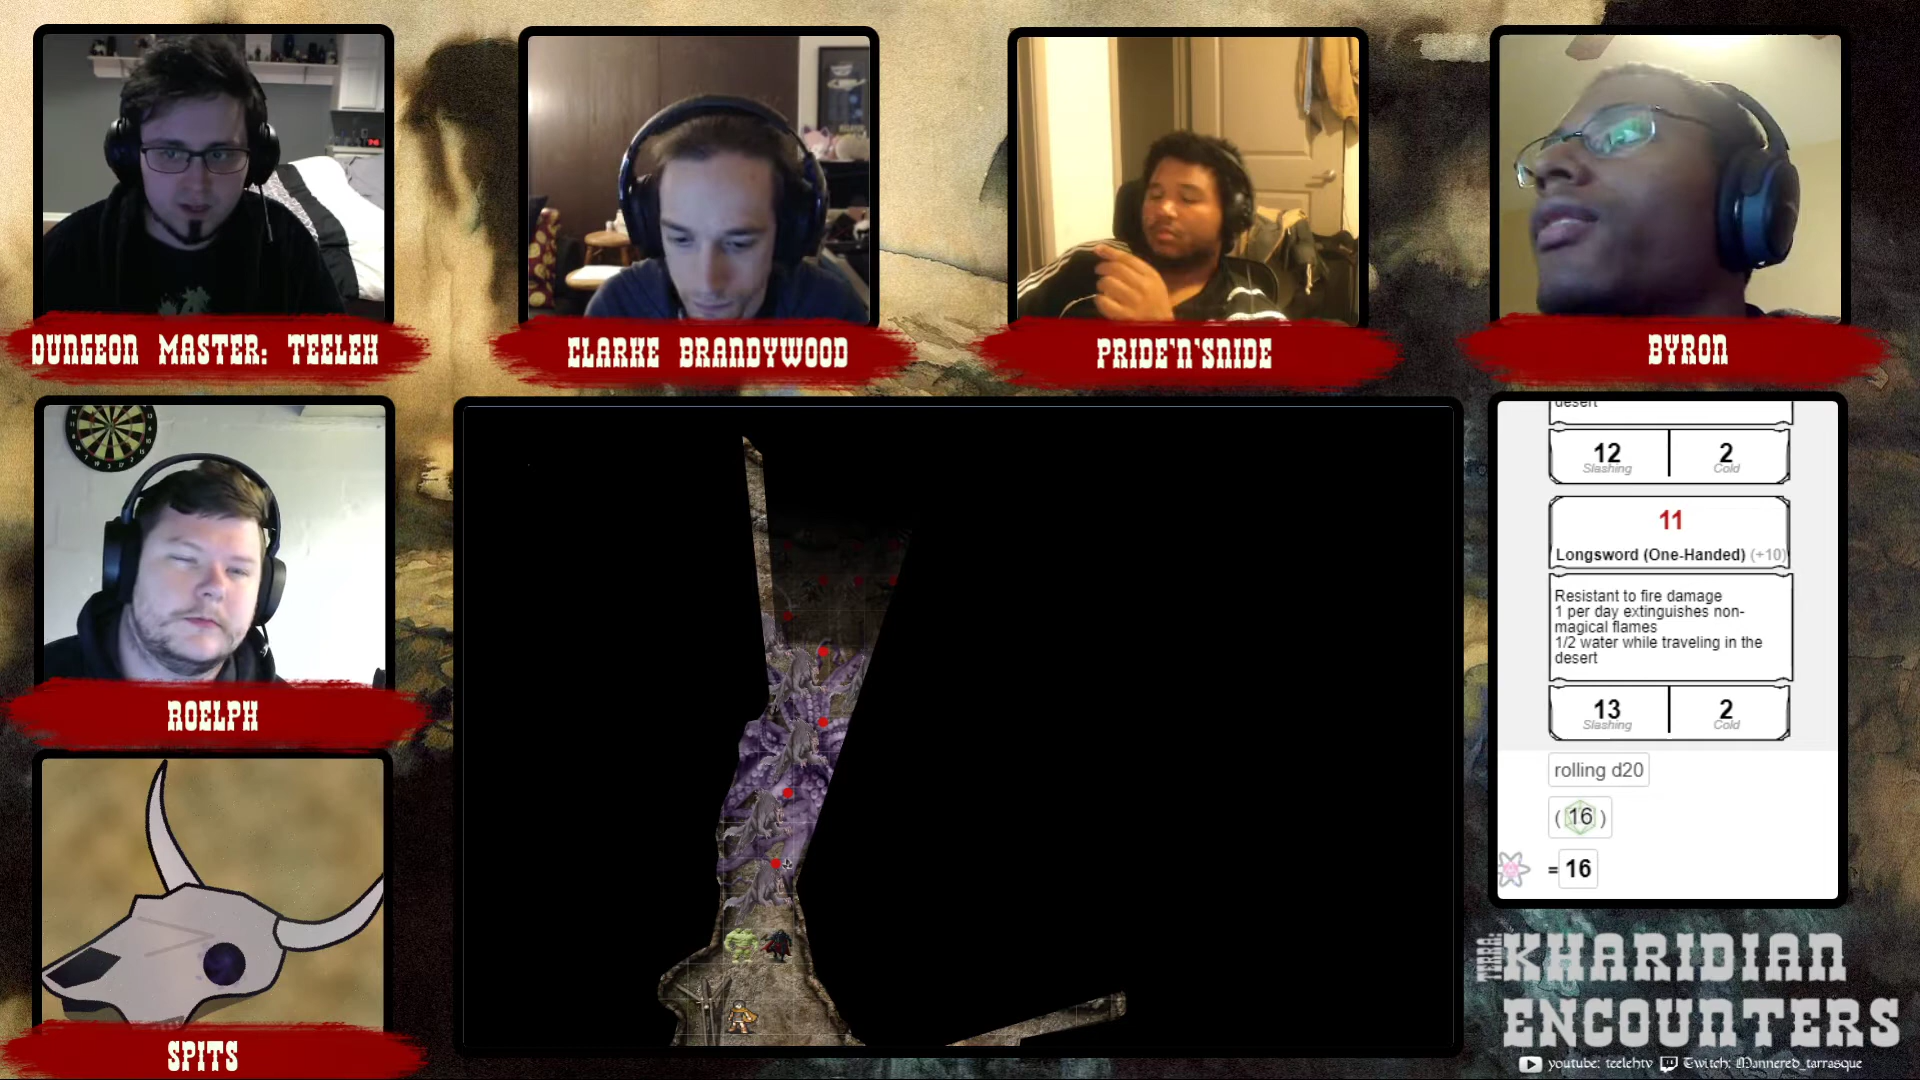 DUNGEON MASTER: TEELEH
CLARKE BRANDYWOOD
PRIDE'N'SNIDE
BYRON
ROELPH
SPITS
desert
12 2
Slashing Cold
11
Longsword (One-Handed) (+10)
Resistant to fire damage
1 per day extinguishes non-
magical flames
1/2 water while traveling in the
desert
13 2
Slashing Cold
rolling d20
(16)
=16
TERRA:
KHARIDIAN
ENCOUNTERS
youtube: teelehtv Twitch: Mannered_tarrasque